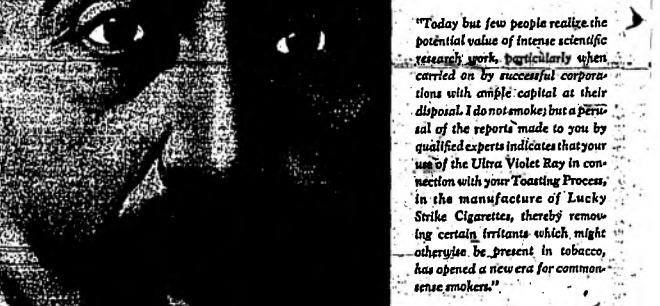 "Today but few people realize the
potential value of intense scientific
research work, particularly when
carried on by successful corpora-
tions with ample capital at their
disposal. I do not smoke; but a peru-
sal of the reports made to you by
qualified experts indicates that your
use of the Ultra Violet Ray in con-
nection with your Toasting Process,
in the manufacture of Lucky
Strike Cigarettes, thereby remov-
ing certain irritants which might
otherwise be present in tobacco,
has opened a new era for common-
sense smokers."